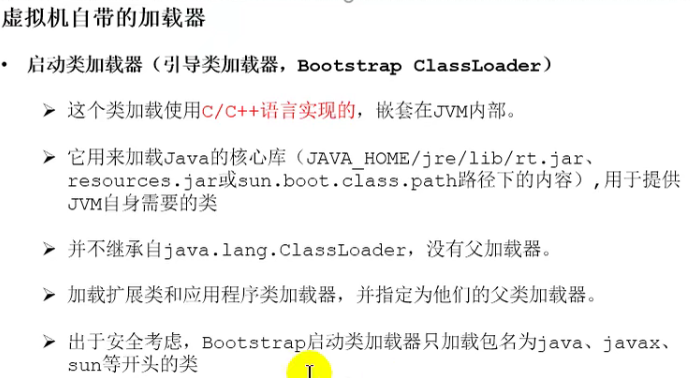 虚拟机自带的加载器
• 启动类加载器（引导类加载器，Bootstrap ClassLoader）
➢ 这个类加载使用C/C++语言实现的，嵌套在JVM内部。
➢ 它用来加载Java的核心库（JAVA_HOME/jre/lib/rt.jar、
resources.jar或sun.boot.class.path路径下的内容）,用于提供
JVM自身需要的类
➢ 并不继承自java.lang.ClassLoader，没有父加载器。
➢ 加载扩展类和应用程序类加载器，并指定为他们的父类加载器。
➢ 出于安全考虑，Bootstrap启动类加载器只加载包名为java、javax、
sun等开头的类